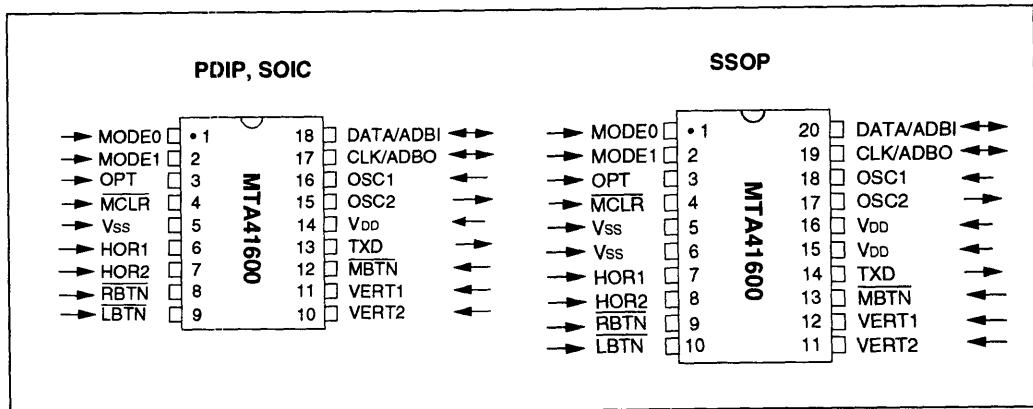 PDIP, SOIC
MODE0 • 1 18 DATA/ADBI
MODE1 2 17 CLK/ADBO
OPT 3 16 OSC1
MCLR 4 15 OSC2
Vss 5 14 VDD
HOR1 6 13 TXD
HOR2 7 12 MBTN
RBTN 8 11 VERT1
LBTN 9 10 VERT2
MTA41600
SSOP
MODE0 • 1 20 DATA/ADBI
MODE1 2 19 CLK/ADBO
OPT 3 18 OSC1
MCLR 4 17 OSC2
Vss 5 16 VDD
Vss 6 15 VDD
HOR1 7 14 TXD
HOR2 8 13 MBTN
RBTN 9 12 VERT1
LBTN 10 11 VERT2
MTA41600